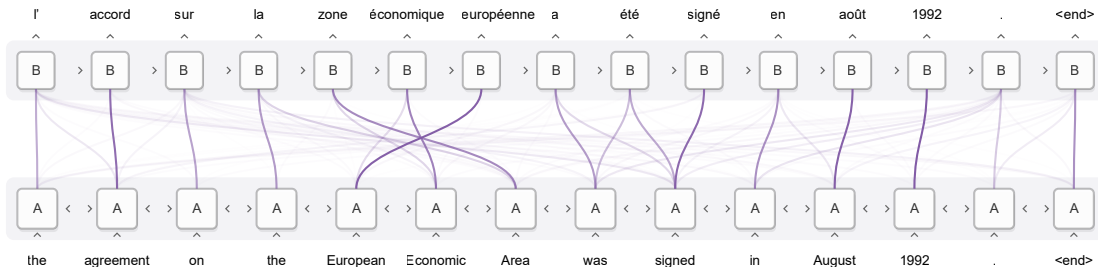 l' accord sur la zone économique européenne a été signé en août 1992 . <end>
B B B B B B B B B B B B B B B
A A A A A A A A A A A A A A
the agreement on the European Economic Area was signed in August 1992 . <end>